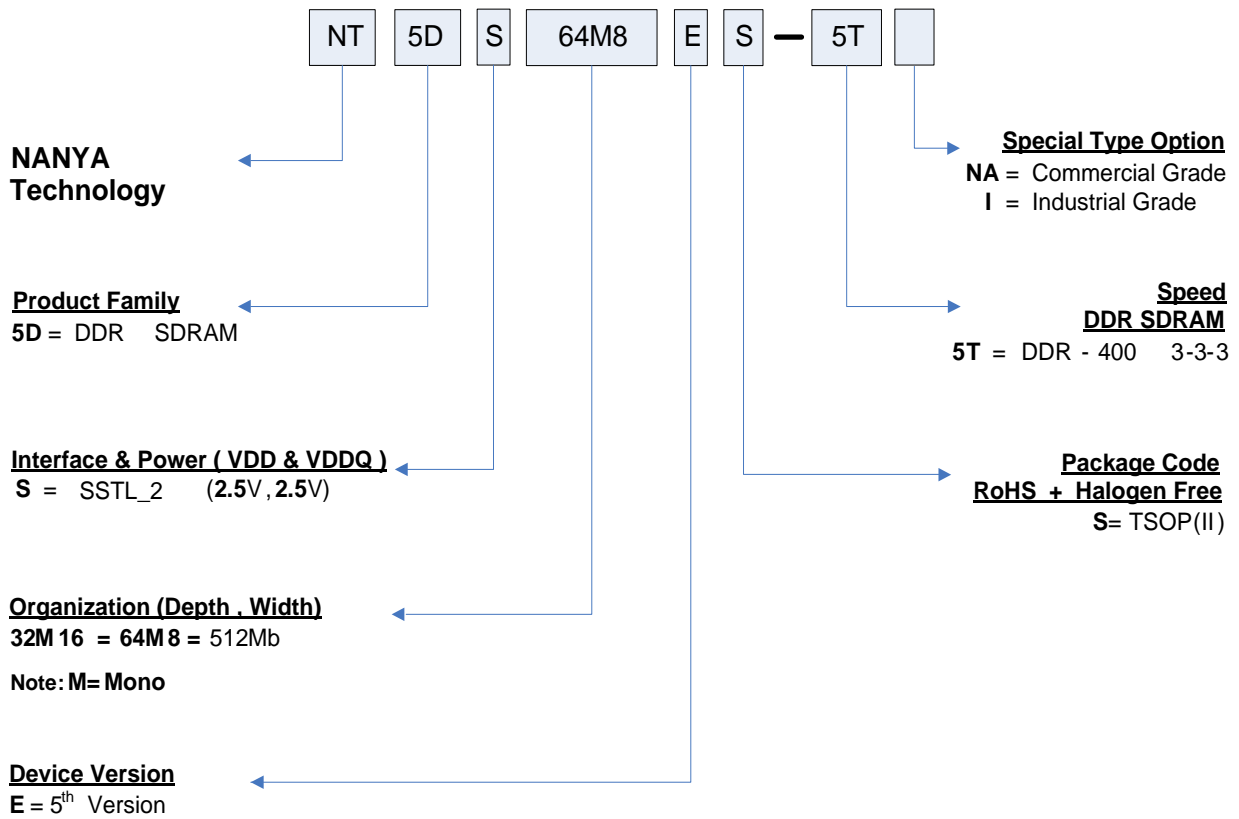 NT 5D S 64M8 E S — 5T
NANYA
Technology
Product Family
5D = DDR SDRAM
Interface & Power ( VDD & VDDQ )
S = SSTL_2 (2.5V , 2.5V)
Organization (Depth , Width)
32M 16 = 64M 8 = 512Mb
Note: M= Mono
Device Version
E = 5th Version
Special Type Option
NA = Commercial Grade
I = Industrial Grade
Speed
DDR SDRAM
5T = DDR - 400 3-3-3
Package Code
RoHS + Halogen Free
S= TSOP(II)